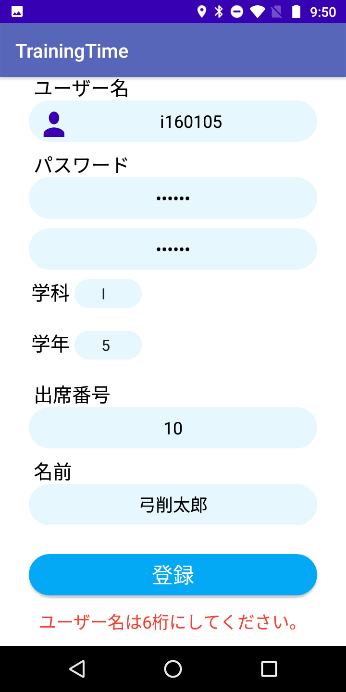 9:50
TrainingTime
ユーザー名
i160105
パスワード
••••••
••••••
学科 I
学年 5
出席番号
10
名前
弓削太郎
登録
ユーザー名は6桁にしてください。